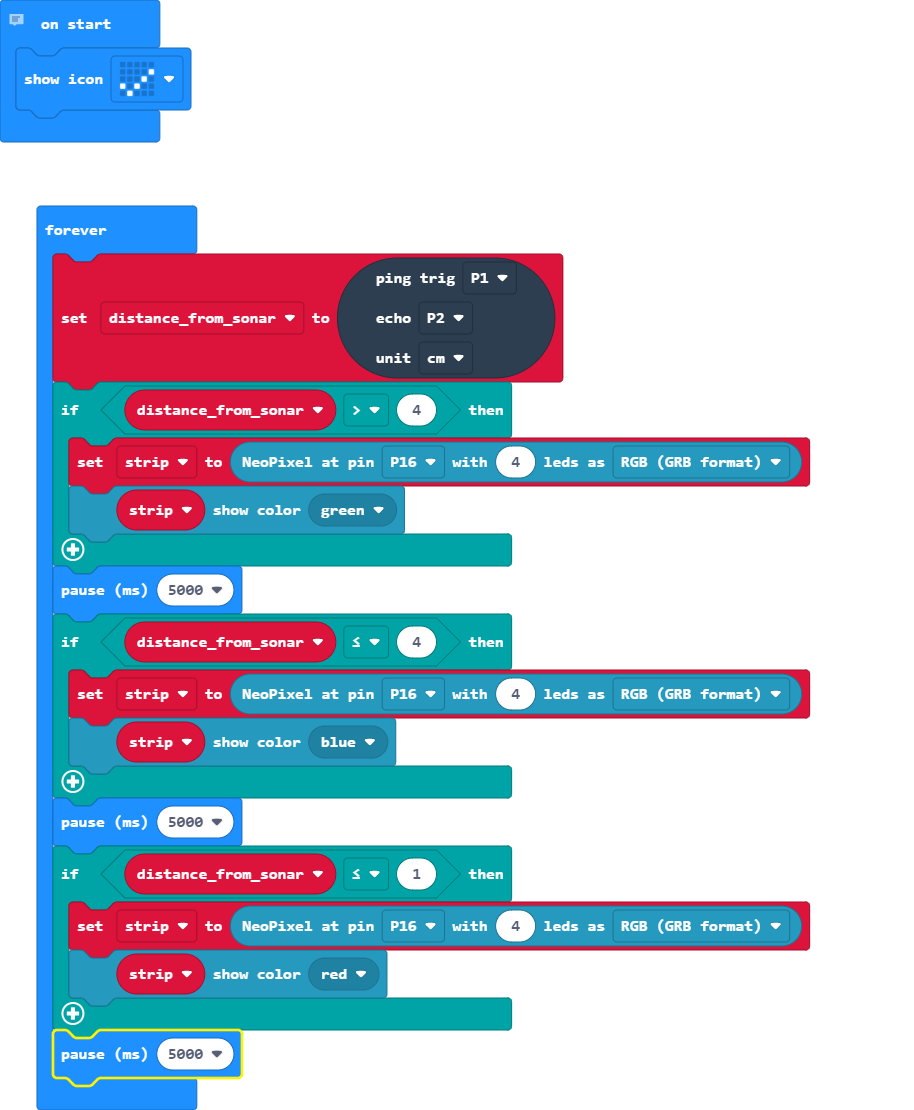 on start
show icon
forever
set distance_from_sonar to
ping trig P1
echo P2
unit cm
if distance_from_sonar > 4 then
set strip to NeoPixel at pin P16 with 4 leds as RGB (GRB format)
strip show color green
pause (ms) 5000
if distance_from_sonar ≤ 4 then
set strip to NeoPixel at pin P16 with 4 leds as RGB (GRB format)
strip show color blue
pause (ms) 5000
if distance_from_sonar ≤ 1 then
set strip to NeoPixel at pin P16 with 4 leds as RGB (GRB format)
strip show color red
pause (ms) 5000